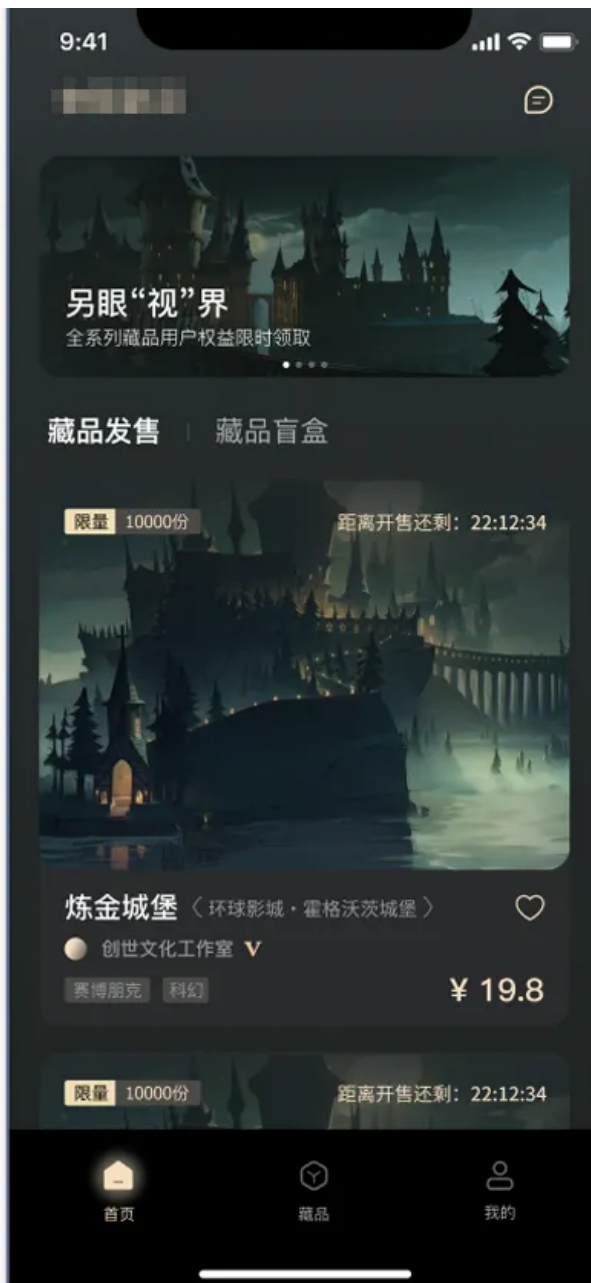 9:41
另眼“视”界
全系列藏品用户权益限时领取
藏品发售 | 藏品盲盒
限量 10000份 距离开售还剩：22:12:34
炼金城堡〈环球影城·霍格沃茨城堡〉
创世文化工作室 V
赛博朋克 科幻 ¥ 19.8
限量 10000份 距离开售还剩：22:12:34
首页 藏品 我的